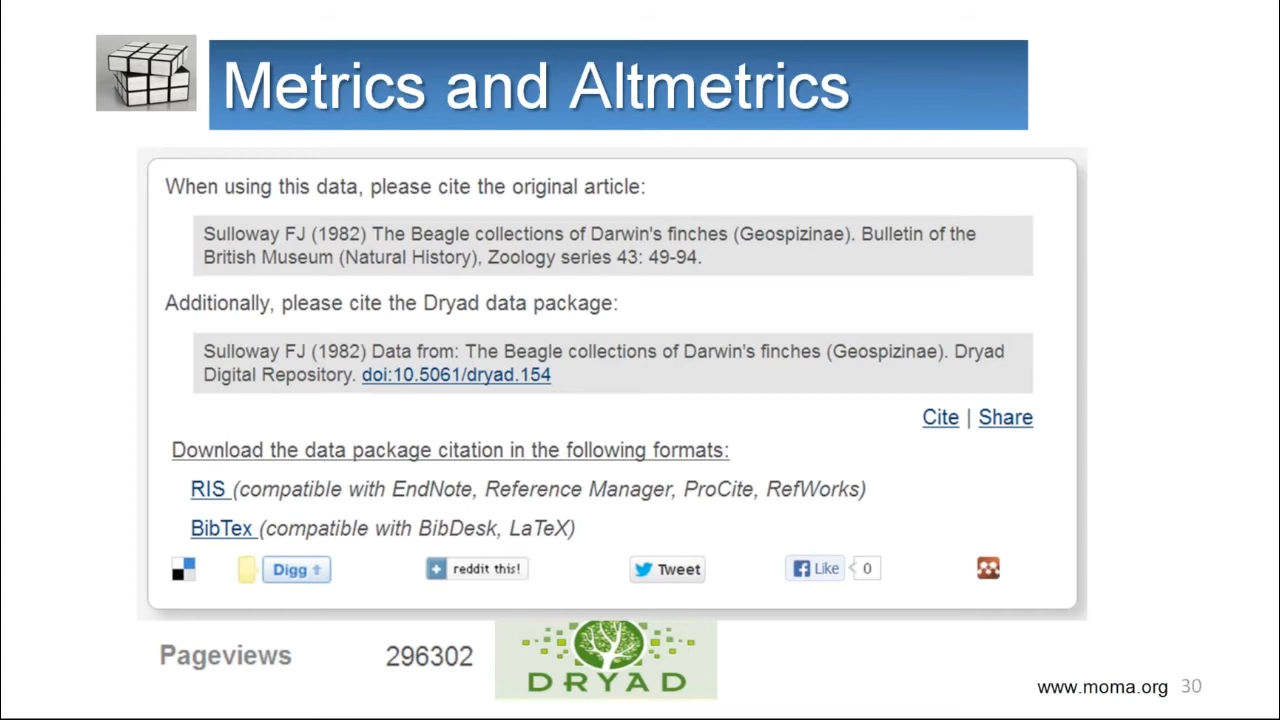 Metrics and Altmetrics
When using this data, please cite the original article:
Sulloway FJ (1982) The Beagle collections of Darwin's finches (Geospizinae). Bulletin of the
British Museum (Natural History), Zoology series 43: 49-94.
Additionally, please cite the Dryad data package:
Sulloway FJ (1982) Data from: The Beagle collections of Darwin's finches (Geospizinae). Dryad
Digital Repository. doi:10.5061/dryad.154
Cite | Share
Download the data package citation in the following formats:
RIS (compatible with EndNote, Reference Manager, ProCite, RefWorks)
BibTex (compatible with BibDesk, LaTeX)
Digg reddit this! Tweet Like 0
Pageviews 296302
DRYAD
www.moma.org 30